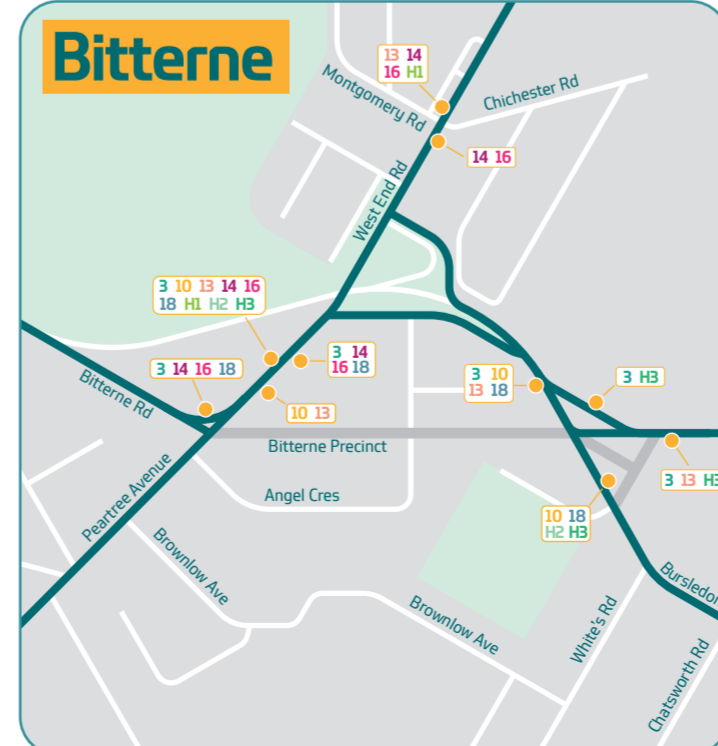 Bitterne
13 14
16 H1
Montgomery Rd
Chichester Rd
14 16
West End Rd
3 10 13 14 16
18 H1 H2 H3
3 14
16 18
3 14 16 18
3 10
13 18
3 H3
Bitterne Rd
10 13
Bitterne Precinct
3 13 H3
Peartree Avenue
Angel Cres
10 18
H2 H3
Brownlow Ave
Brownlow Ave
White's Rd
Bursledon
Chatsworth Rd